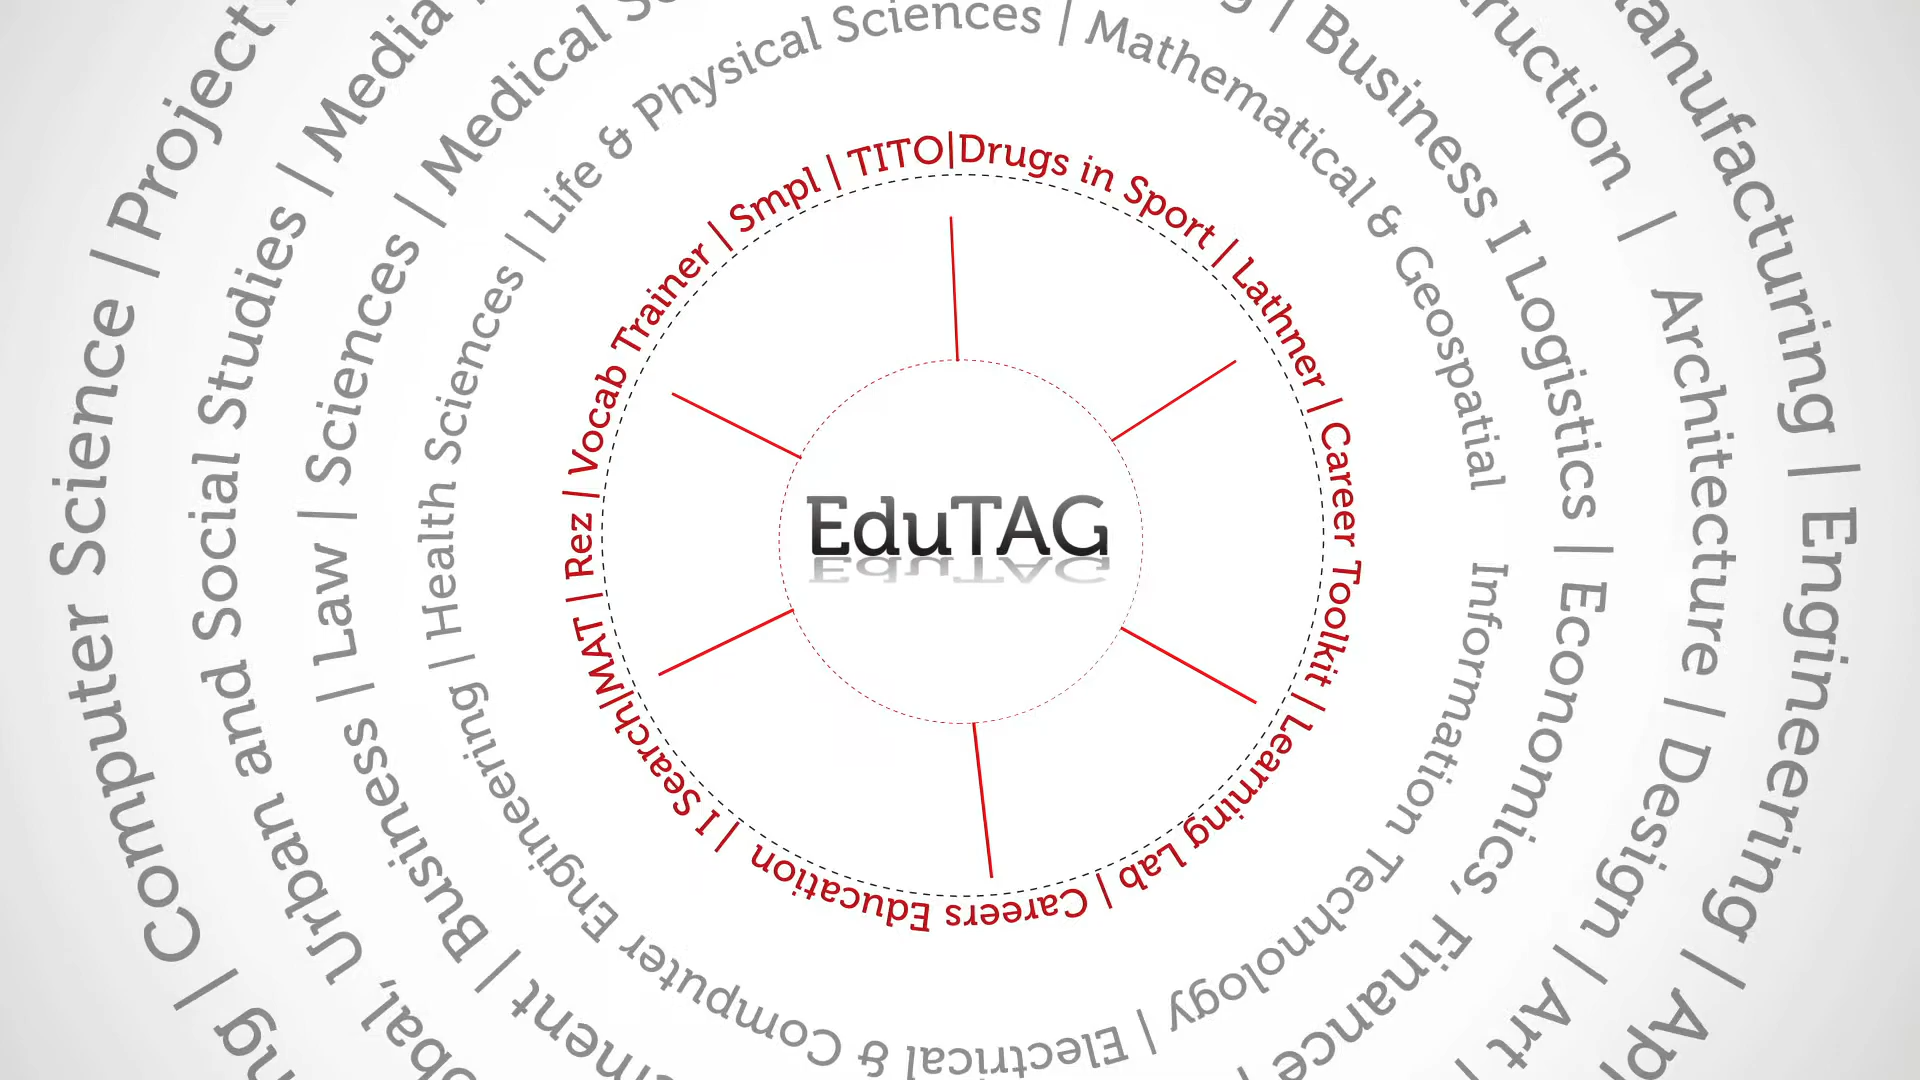 EduTAG
TITO|Drugs in Sport | Lathner | Career Toolkit | Learning Lab | Careers Education | I Search|MAT | Rez | Vocab Trainer | Smpl |
Information Technology | Electrical & Computer Engineering | Health Sciences | Life & Physical Sciences | Mathematical & Geospatial
Business | Law | Sciences | Medical
| Business I Logistics | Economics, Finance |
Urban and Social Studies | Media
| Architecture | Design | Art |
| Computer Science | Project
Manufacturing | Engineering |